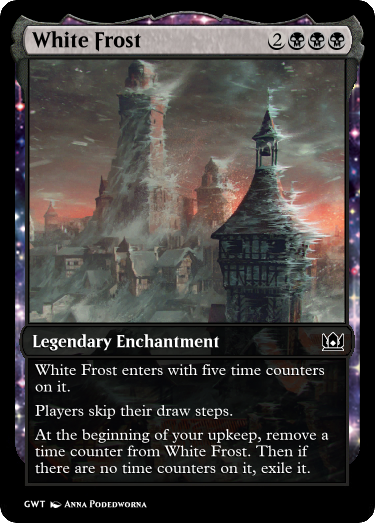 White Frost 2
Legendary Enchantment
White Frost enters with five time counters
on it.
Players skip their draw steps.
At the beginning of your upkeep, remove a
time counter from White Frost. Then if
there are no time counters on it, exile it.
GWT Anna Podedworna